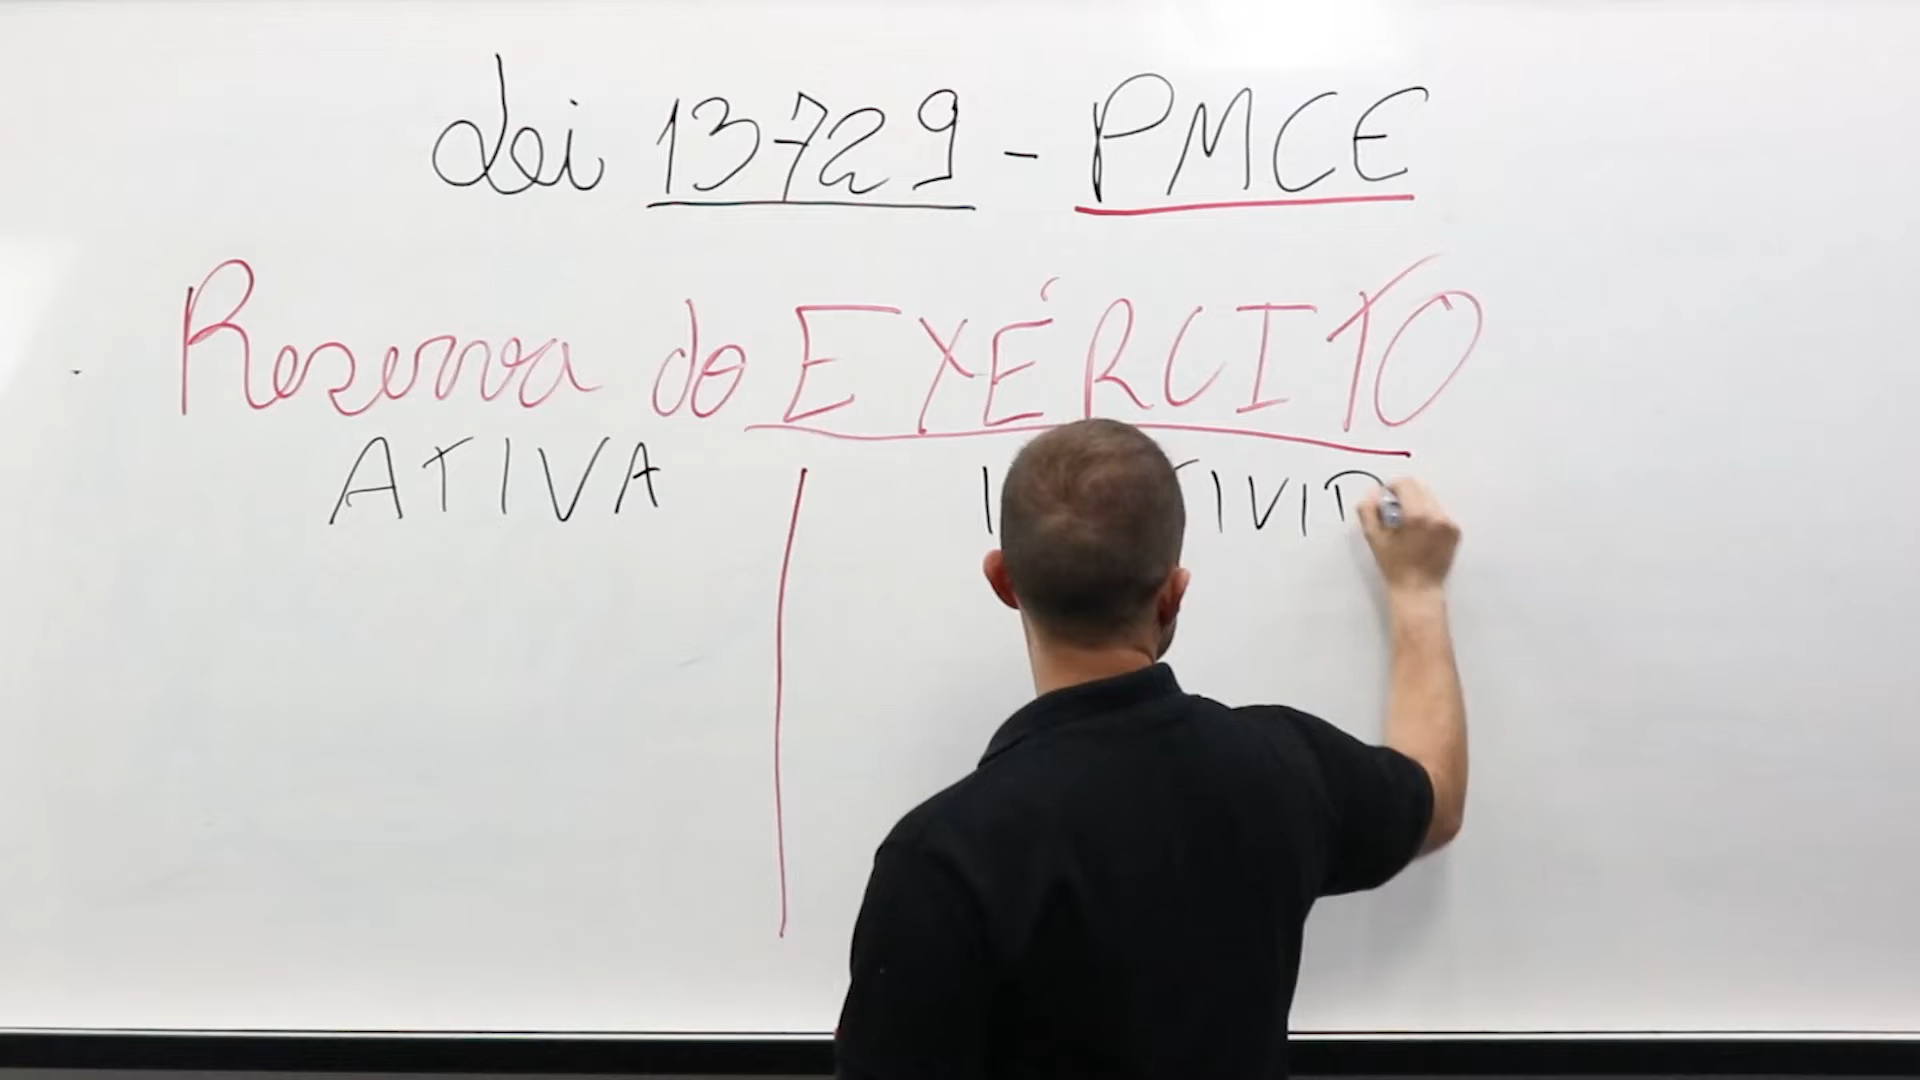 Lei 13729 - PMCE
Reserva do EXÉRCITO
ATIVA